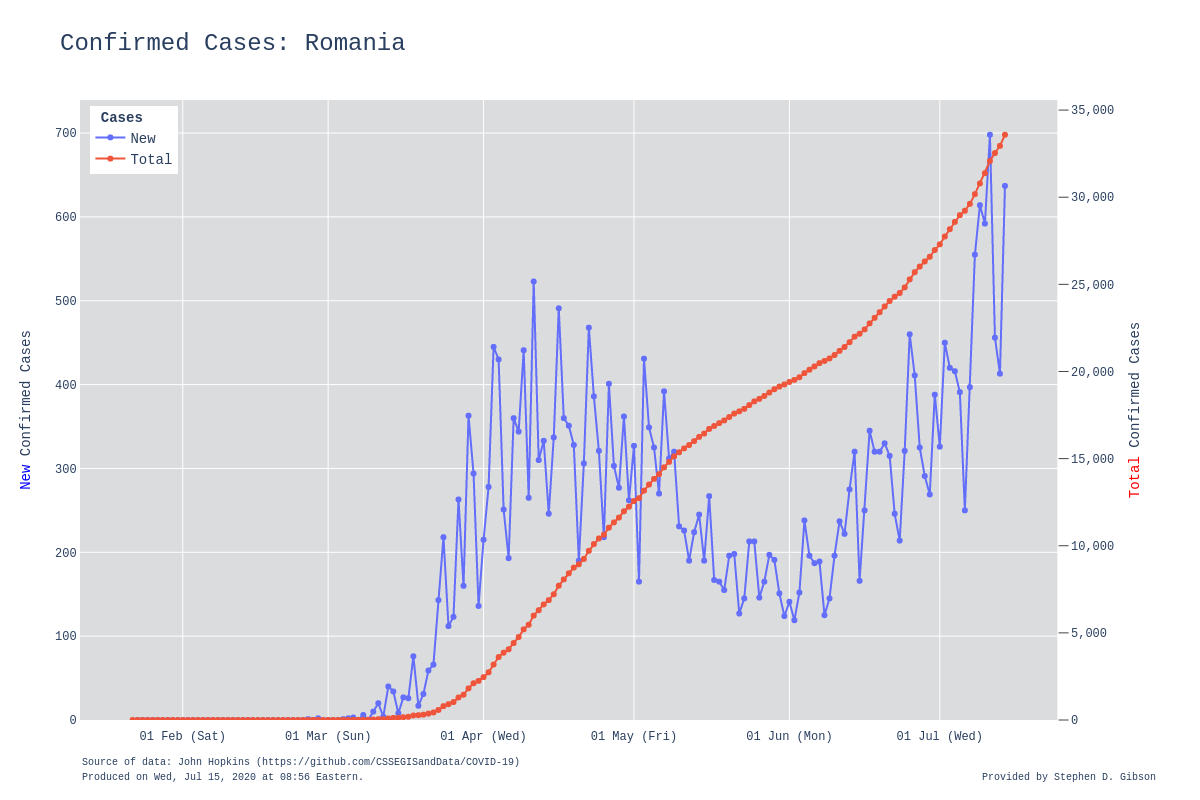 Confirmed Cases: Romania
Cases
New
Total
700
600
500
400
300
200
100
0
35,000
30,000
25,000
20,000
15,000
10,000
5,000
0
New Confirmed Cases
Total Confirmed Cases
01 Feb (Sat)
01 Mar (Sun)
01 Apr (Wed)
01 May (Fri)
01 Jun (Mon)
01 Jul (Wed)
Source of data: John Hopkins (https://github.com/CSSEGISandData/COVID-19)
Produced on Wed, Jul 15, 2020 at 08:56 Eastern.
Provided by Stephen D. Gibson